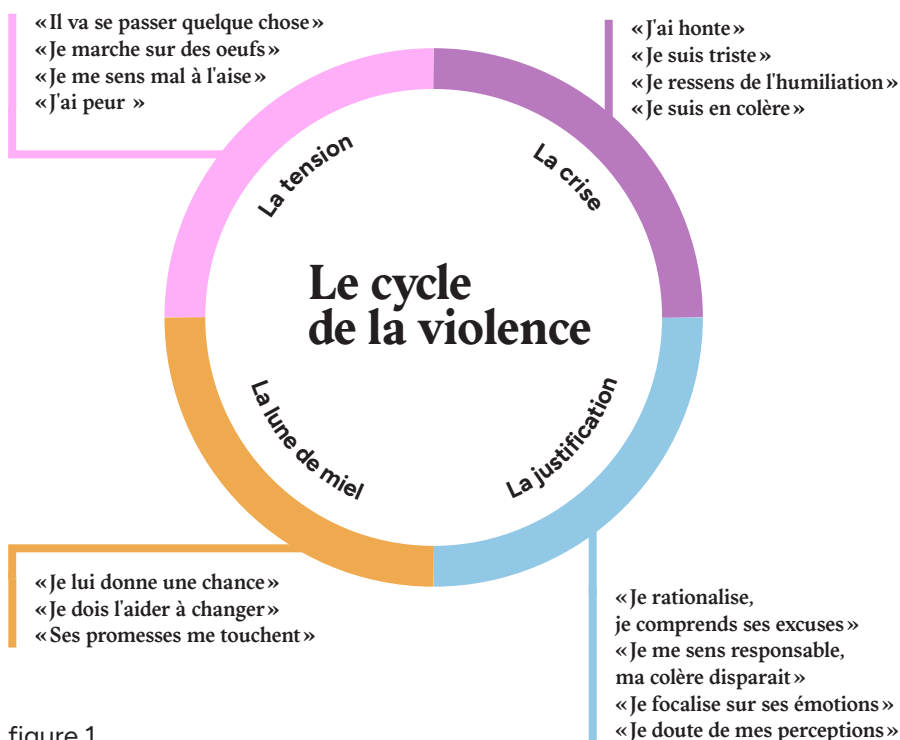 «Il va se passer quelque chose»
«Je marche sur des oeufs»
«Je me sens mal à l'aise»
«J'ai peur »
«J'ai honte»
«Je suis triste»
«Je ressens de l'humiliation»
«Je suis en colère»
La tension
La crise
Le cycle
de la violence
La lune de miel
La justification
«Je lui donne une chance»
«Je dois l'aider à changer»
«Ses promesses me touchent»
«Je rationalise,
je comprends ses excuses»
«Je me sens responsable,
ma colère disparait»
«Je focalise sur ses émotions»
«Je doute de mes perceptions»
figure 1